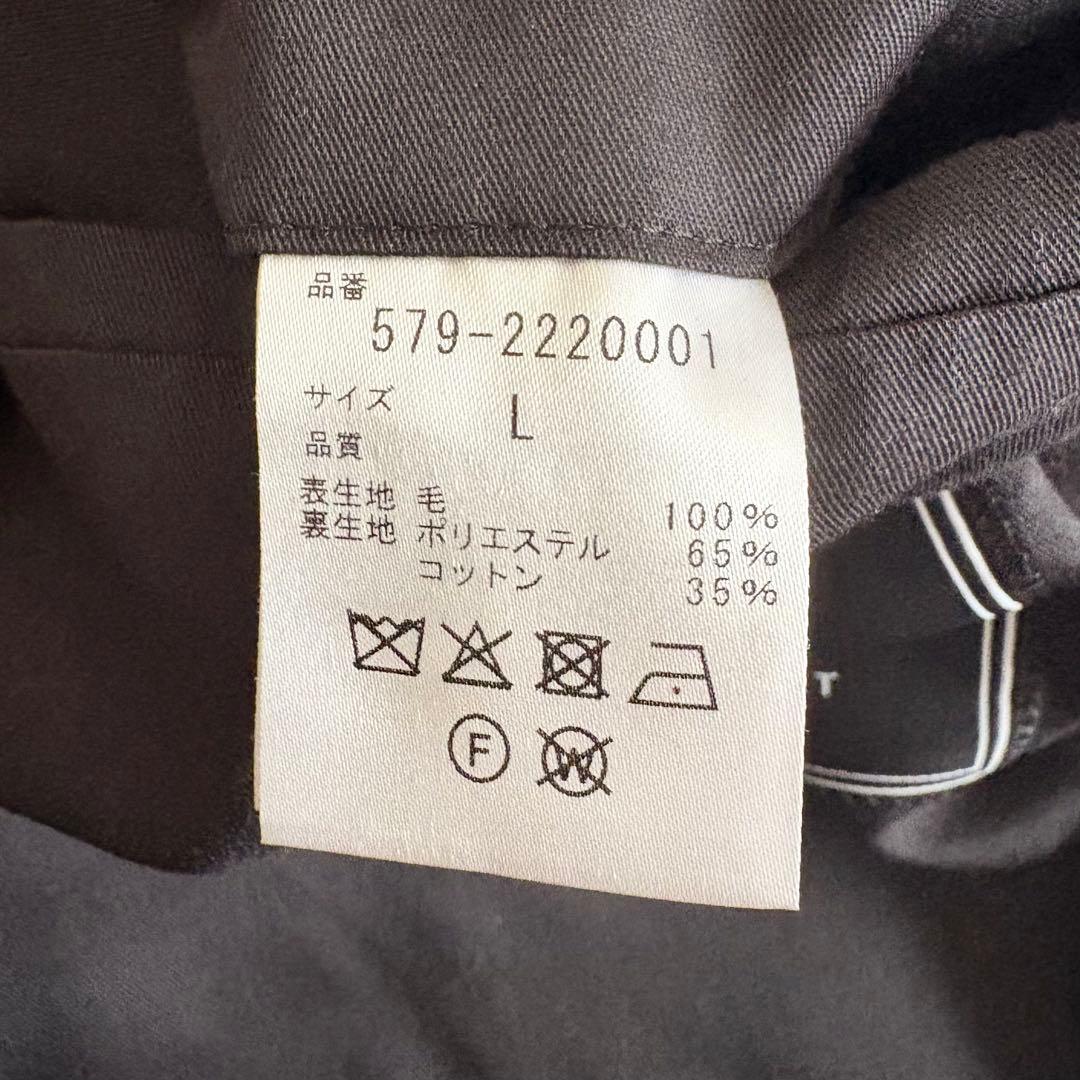 品番
579-2220001
サイズ L
品質
表生地 毛 100%
裏生地 ポリエステル 65%
コットン 35%
F W
T